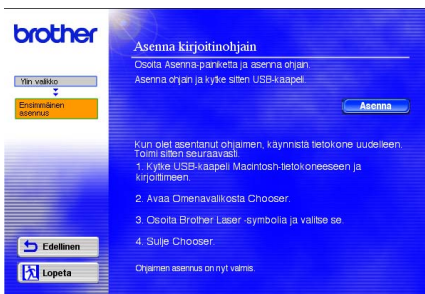 brother
Asenna kirjoitinohjain
Osoita Asenna-painiketta ja asenna ohjain.
Asenna ohjain ja kytke sitten USB-kaapeli.
Ylin valikko
Ensimmäinen
asennus
Asenna
Kun olet asentanut ohjaimen, käynnistä tietokone uudelleen.
Toimi sitten seuraavasti.
1. Kytke USB-kaapeli Macintosh-tietokoneeseen ja
kirjoittimeen.
2. Avaa Omenavalikosta Chooser.
3. Osoita Brother Laser -symbolia ja valitse se.
4. Sulje Chooser.
Edellinen
Lopeta
Ohjaimen asennus on nyt valmis.